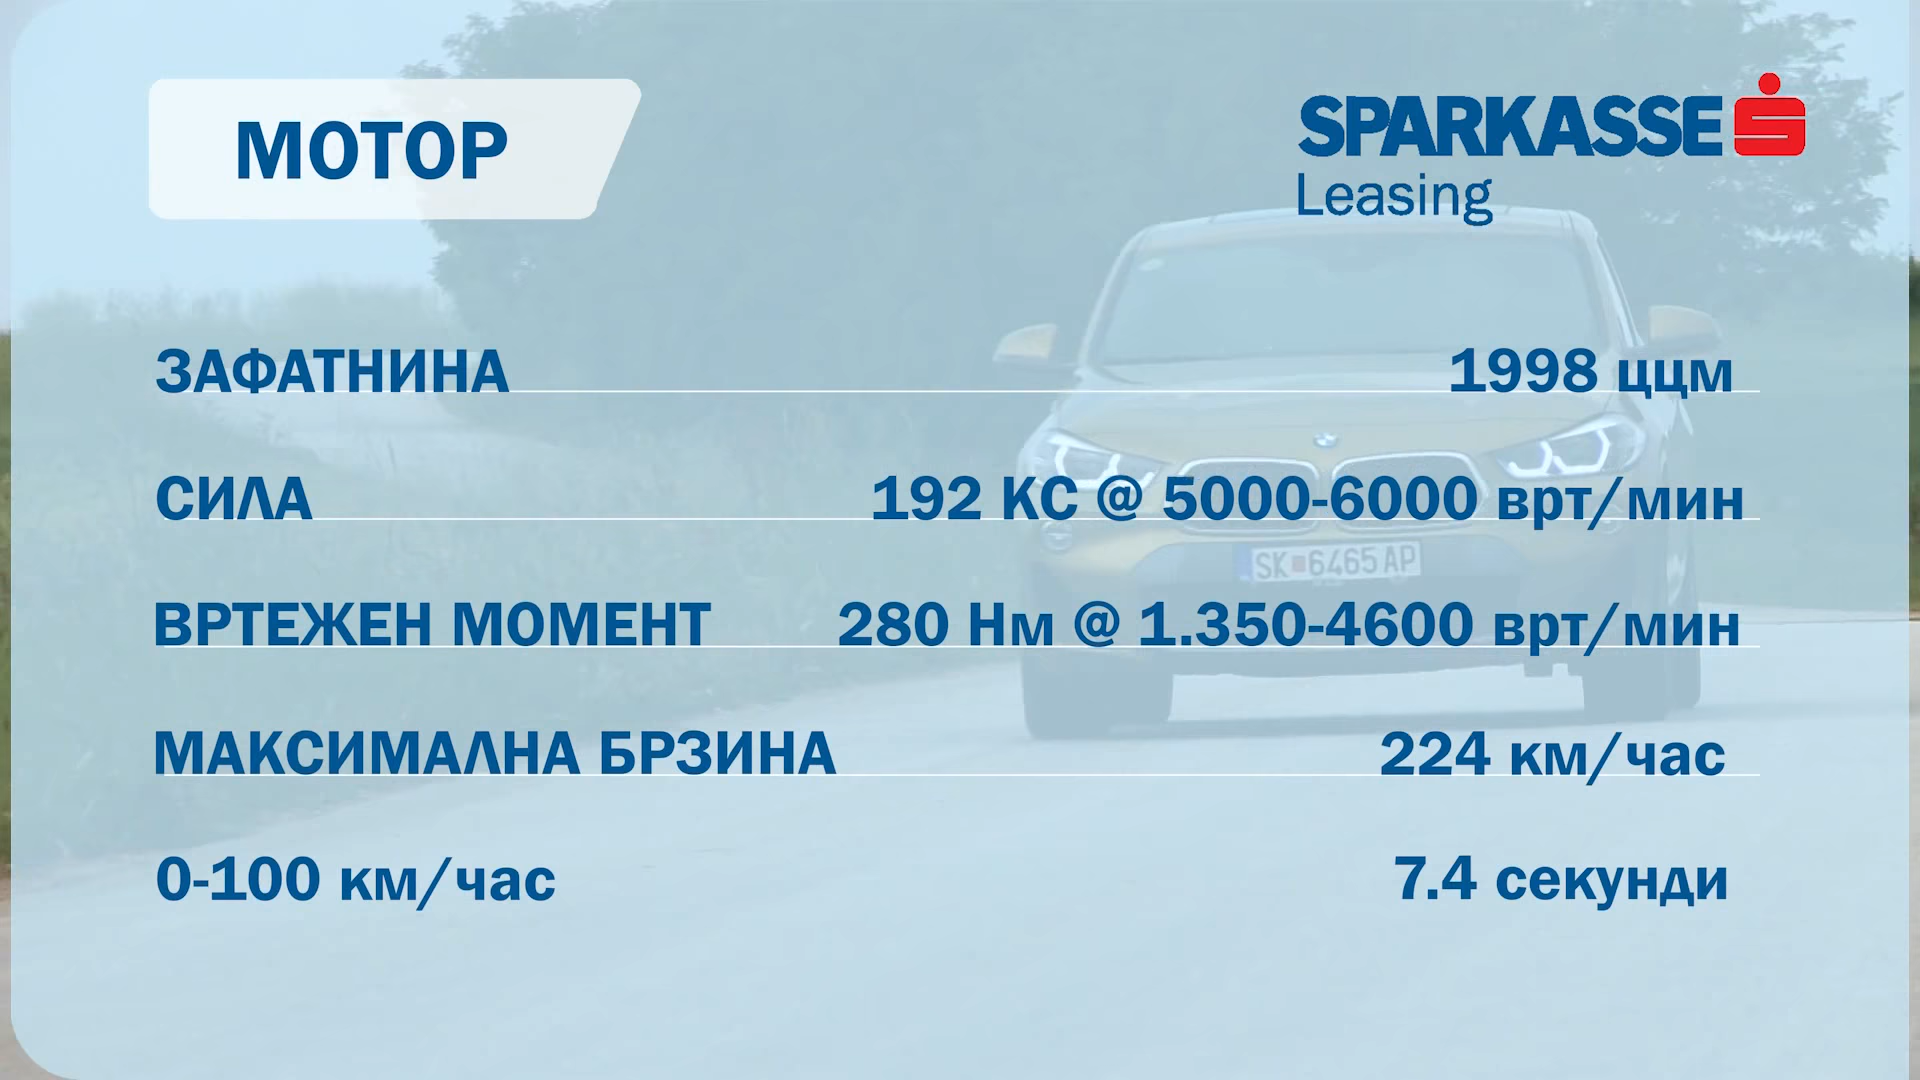 МОТОР
SPARKASSE
Leasing
ЗАФАТНИНА 1998 ццм
СИЛА 192 КС @ 5000-6000 врт/мин
SK 6465 AP
ВРТЕЖЕН МОМЕНТ 280 Нм @ 1.350-4600 врт/мин
МАКСИМАЛНА БРЗИНА 224 км/час
0-100 км/час 7.4 секунди